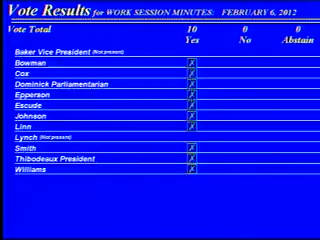 Vote Results for WORK SESSION MINUTES: FEBRUARY 6, 2012
Vote Total 10 0 0
Yes No Abstain
Baker Vice President (Not present)
Bowman ✗
Cox ✗
Dominick Parliamentarian ✗
Epperson ✗
Escude ✗
Johnson ✗
Linn ✗
Lynch (Not present)
Smith ✗
Thibodeaux President ✗
Williams ✗